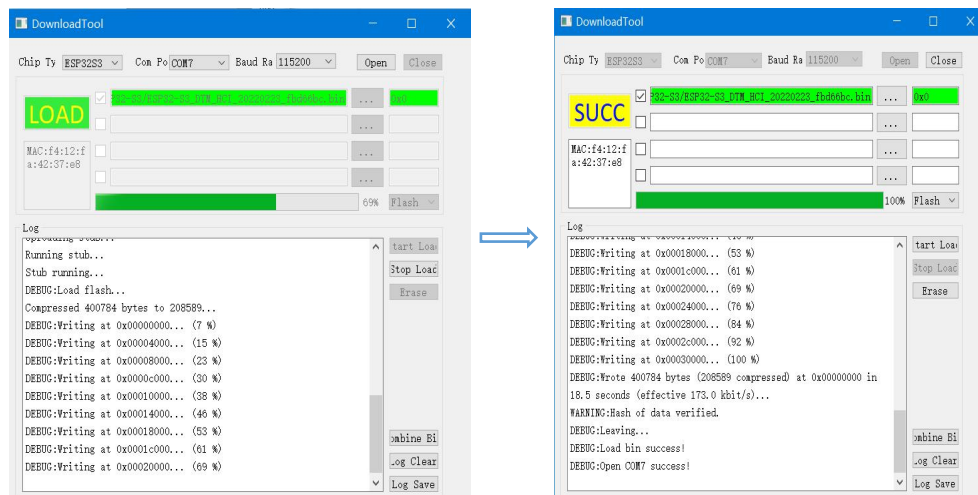 DownloadTool
Chip Ty ESP32S3 Com Po COM7 Baud Ra 115200 Open Close
LOAD
P32-S3/ESP32-S3_DTM_HCI_20220223_fbd66bc.bin ... 0x0
...
MAC:f4:12:f
a:42:37:e8
...
...
69% Flash
Log
Uploading stub...
Running stub...
Stub running...
DEBUG:Load flash...
Compressed 400784 bytes to 208589...
DEBUG:Writing at 0x00000000... (7 %)
DEBUG:Writing at 0x00004000... (15 %)
DEBUG:Writing at 0x00008000... (23 %)
DEBUG:Writing at 0x0000c000... (30 %)
DEBUG:Writing at 0x00010000... (38 %)
DEBUG:Writing at 0x00014000... (46 %)
DEBUG:Writing at 0x00018000... (53 %)
DEBUG:Writing at 0x0001c000... (61 %)
DEBUG:Writing at 0x00020000... (69 %)
tart Loa
Stop Load
Erase
ombine Bi
Log Clear
Log Save
DownloadTool
Chip Ty ESP32S3 Com Po COM7 Baud Ra 115200 Open Close
SUCC
P32-S3/ESP32-S3_DTM_HCI_20220223_fbd66bc.bin ... 0x0
...
MAC:f4:12:f
a:42:37:e8
...
...
100% Flash
Log
DEBUG:Writing at 0x00014000... (46 %)
DEBUG:Writing at 0x00018000... (53 %)
DEBUG:Writing at 0x0001c000... (61 %)
DEBUG:Writing at 0x00020000... (69 %)
DEBUG:Writing at 0x00024000... (76 %)
DEBUG:Writing at 0x00028000... (84 %)
DEBUG:Writing at 0x0002c000... (92 %)
DEBUG:Writing at 0x00030000... (100 %)
DEBUG:Wrote 400784 bytes (208589 compressed) at 0x00000000 in
18.5 seconds (effective 173.0 kbit/s)...
WARNING:Hash of data verified.
DEBUG:Leaving...
DEBUG:Load bin success!
DEBUG:Open COM7 success!
tart Loa
Stop Load
Erase
ombine Bi
Log Clear
Log Save